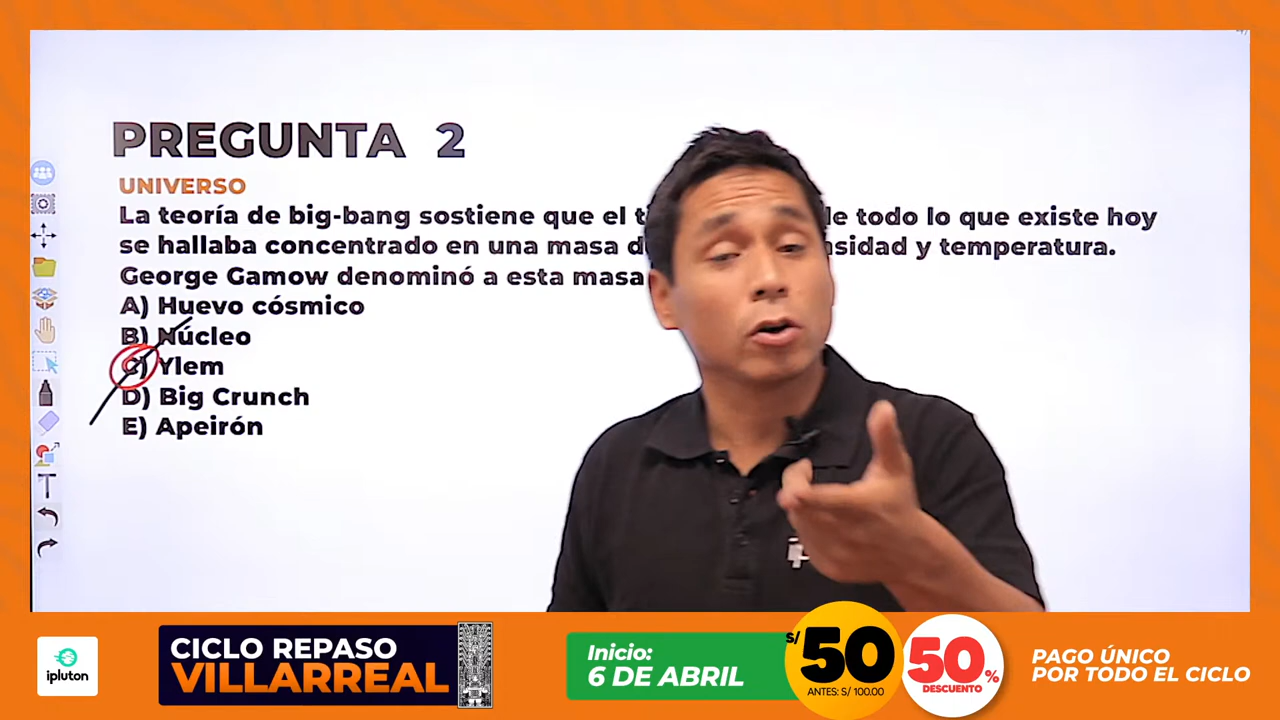 PREGUNTA 2
UNIVERSO
La teoría de big-bang sostiene que el todo lo que existe hoy
se hallaba concentrado en una masa y temperatura.
George Gamow denominó a esta masa
A) Huevo cósmico
B) Núcleo
C) Ylem
D) Big Crunch
E) Apeirón
ipluton
CICLO REPASO
VILLARREAL
Inicio:
6 DE ABRIL
S/ 50
ANTES: S/ 100.00
50%
DESCUENTO
PAGO ÚNICO
POR TODO EL CICLO